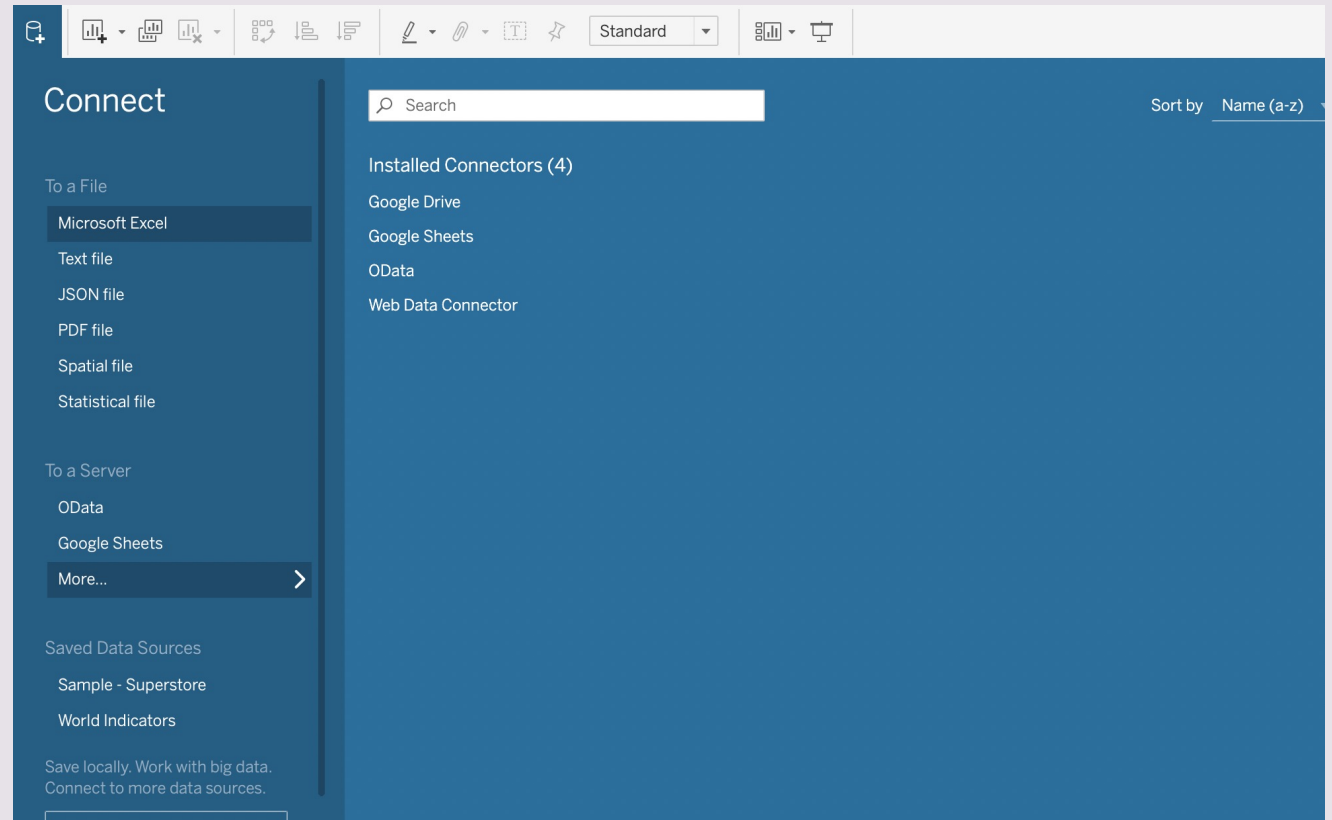 Standard
Connect
To a File
Microsoft Excel
Text file
JSON file
PDF file
Spatial file
Statistical file
To a Server
OData
Google Sheets
More...
Saved Data Sources
Sample - Superstore
World Indicators
Save locally. Work with big data.
Connect to more data sources.
Search
Sort by Name (a-z)
Installed Connectors (4)
Google Drive
Google Sheets
OData
Web Data Connector